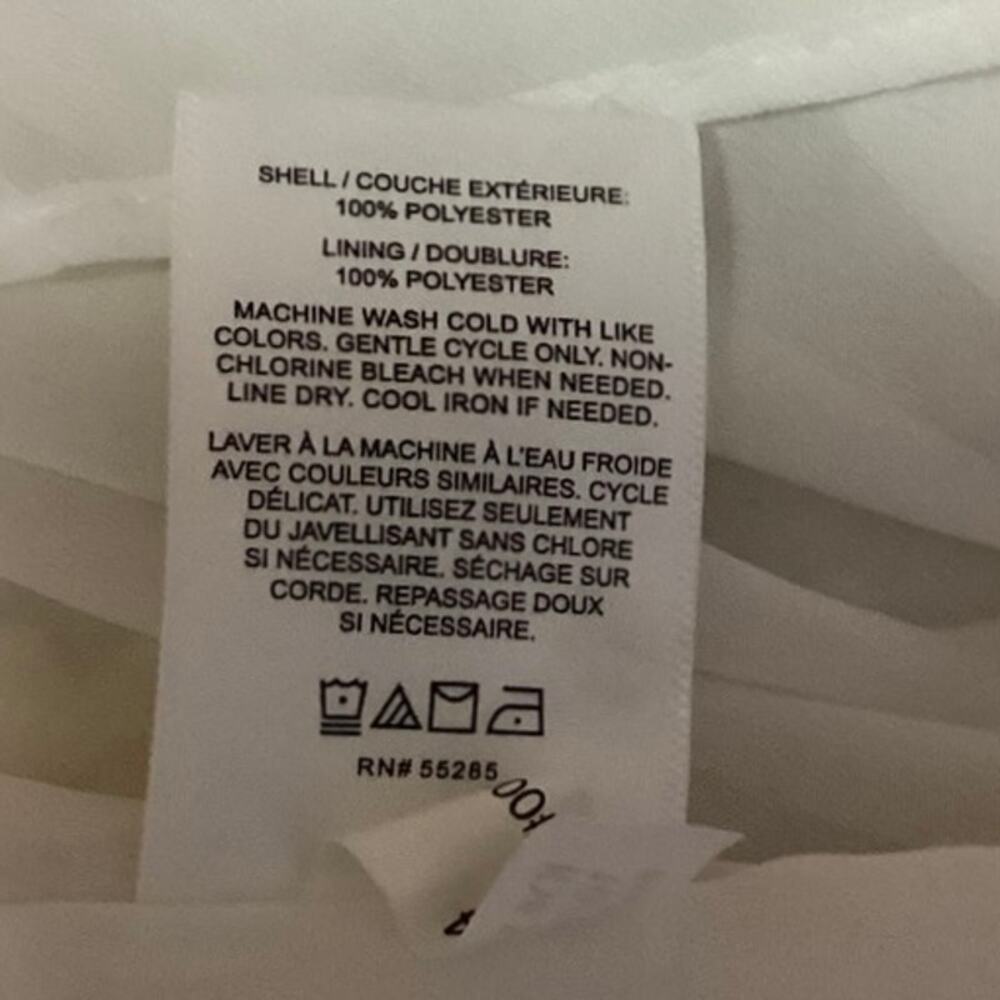 SHELL / COUCHE EXTÉRIEURE:
100% POLYESTER
LINING / DOUBLURE:
100% POLYESTER
MACHINE WASH COLD WITH LIKE
COLORS. GENTLE CYCLE ONLY. NON-
CHLORINE BLEACH WHEN NEEDED.
LINE DRY. COOL IRON IF NEEDED.
LAVER À LA MACHINE À L'EAU FROIDE
AVEC COULEURS SIMILAIRES. CYCLE
DÉLICAT. UTILISEZ SEULEMENT
DU JAVELLISANT SANS CHLORE
SI NÉCESSAIRE. SÉCHAGE SUR
CORDE. REPASSAGE DOUX
SI NÉCESSAIRE.
RN# 55285